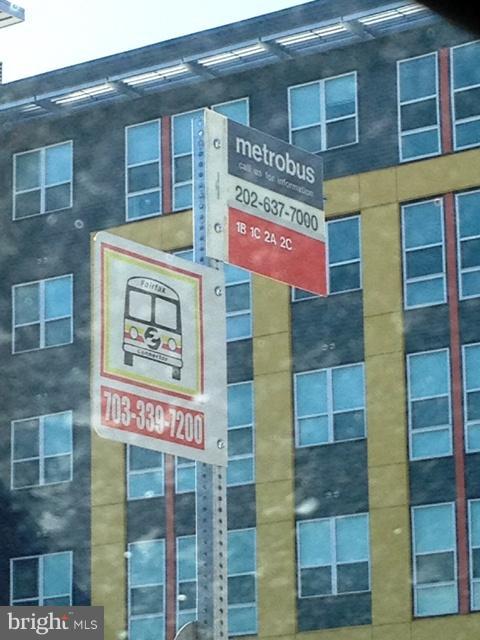 metrobus
call us for information
202-637-7000
1B 1C 2A 2C
Fairfax
connector
703-339-7200
bright MLS